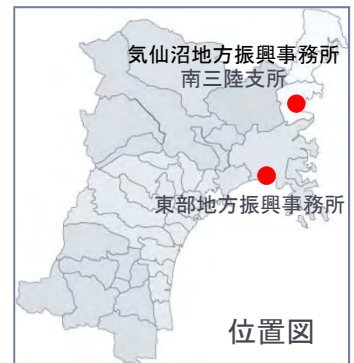 気仙沼地方振興事務所
南三陸支所
東部地方振興事務所
位置図